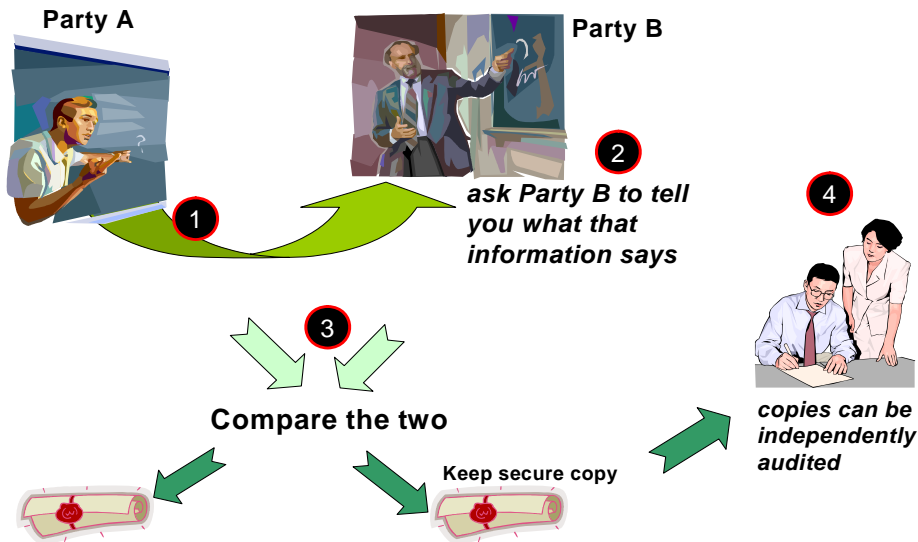 Party A
Party B
1
2
ask Party B to tell
you what that
information says
3
4
Compare the two
Keep secure copy
copies can be
independently
audited